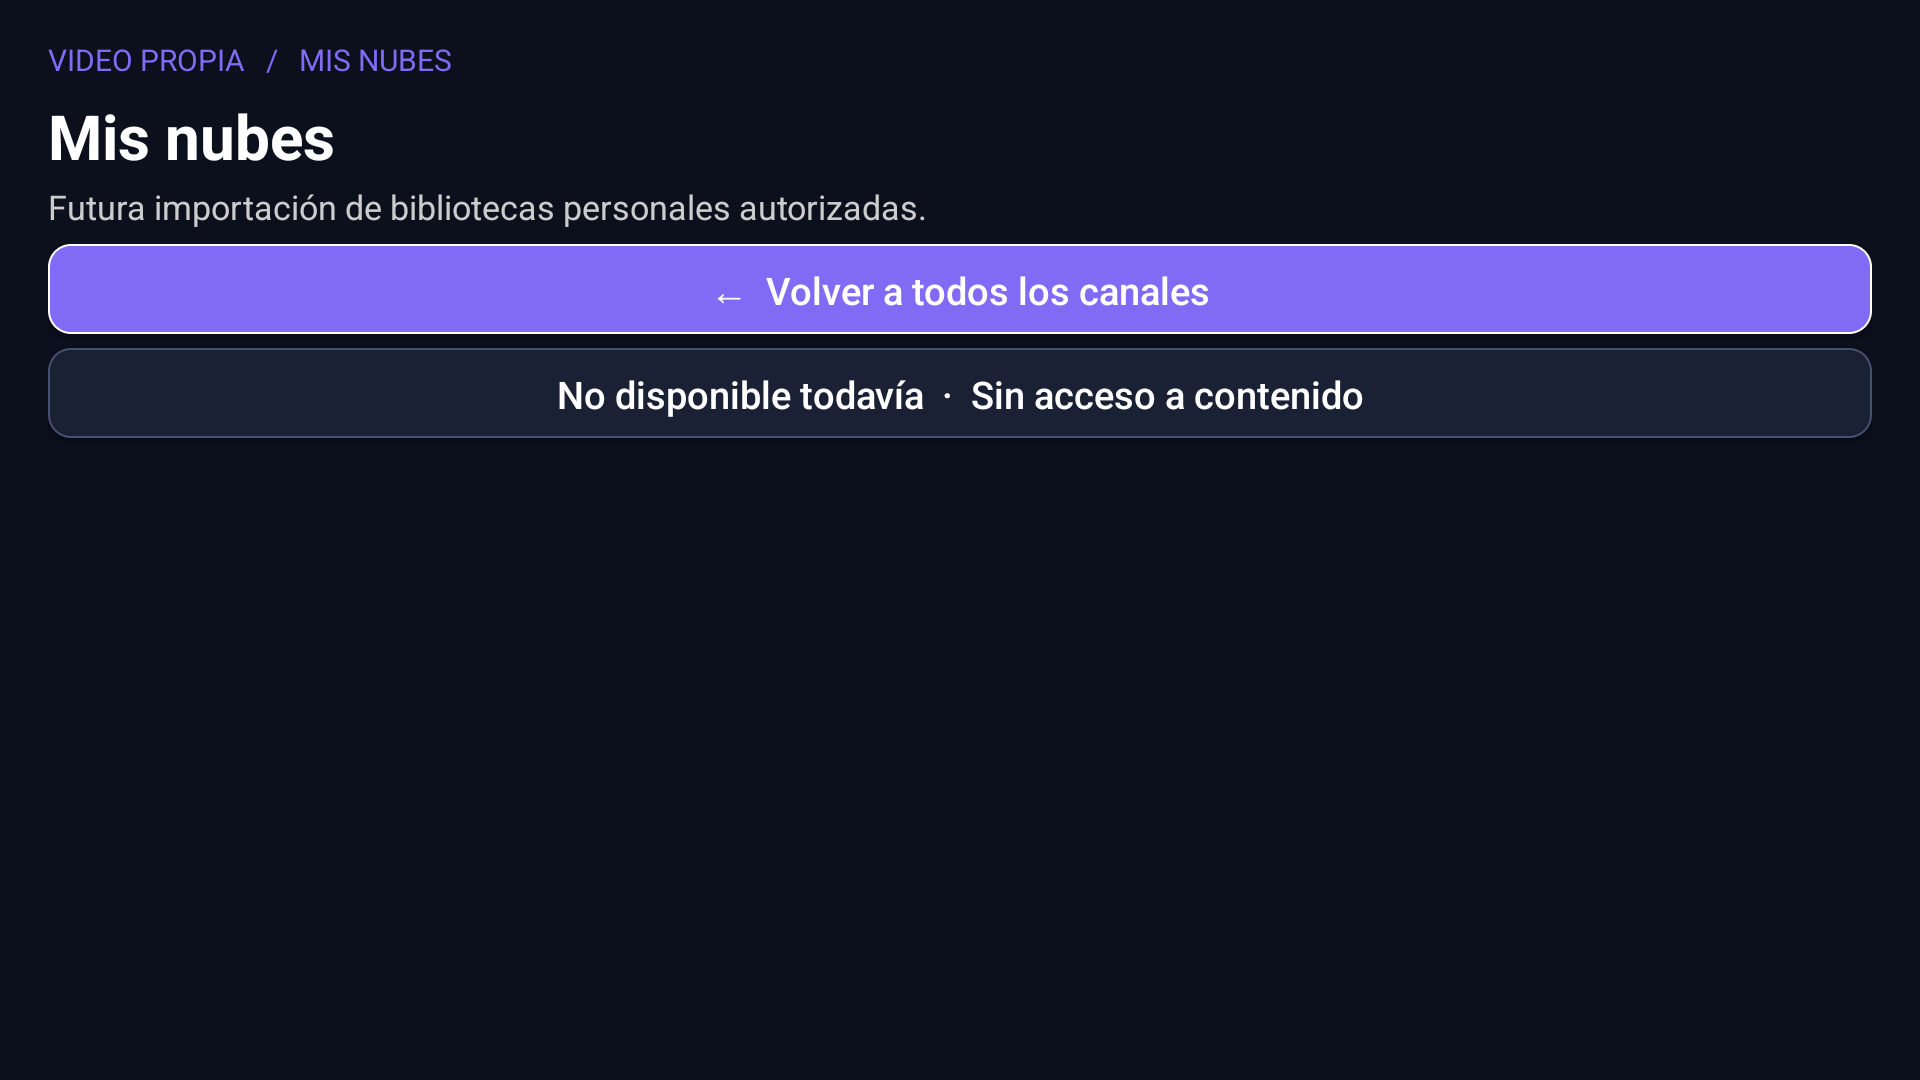 VIDEO PROPIA / MIS NUBES
Mis nubes
Futura importación de bibliotecas personales autorizadas.
← Volver a todos los canales
No disponible todavía · Sin acceso a contenido